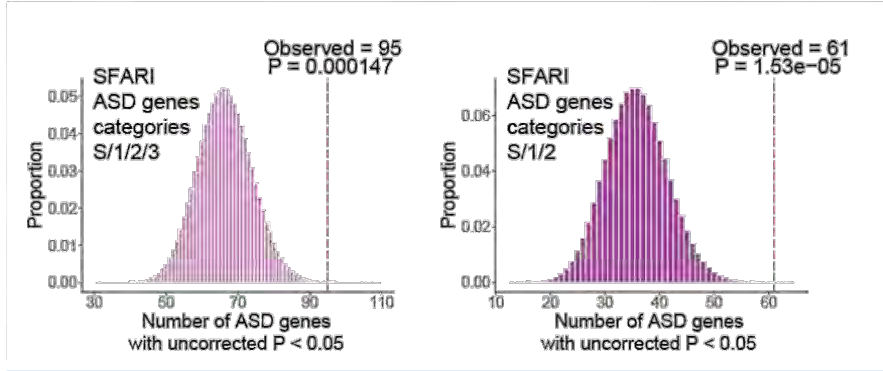 Observed = 95
P = 0.000147
SFARI
ASD genes
categories
S/1/2/3
Proportion
0.05
0.04
0.03
0.02
0.01
0.00
30 50 70 90 110
Number of ASD genes
with uncorrected P < 0.05
Observed = 61
P = 1.53e−05
SFARI
ASD genes
categories
S/1/2
Proportion
0.06
0.04
0.02
0.00
10 20 30 40 50 60
Number of ASD genes
with uncorrected P < 0.05